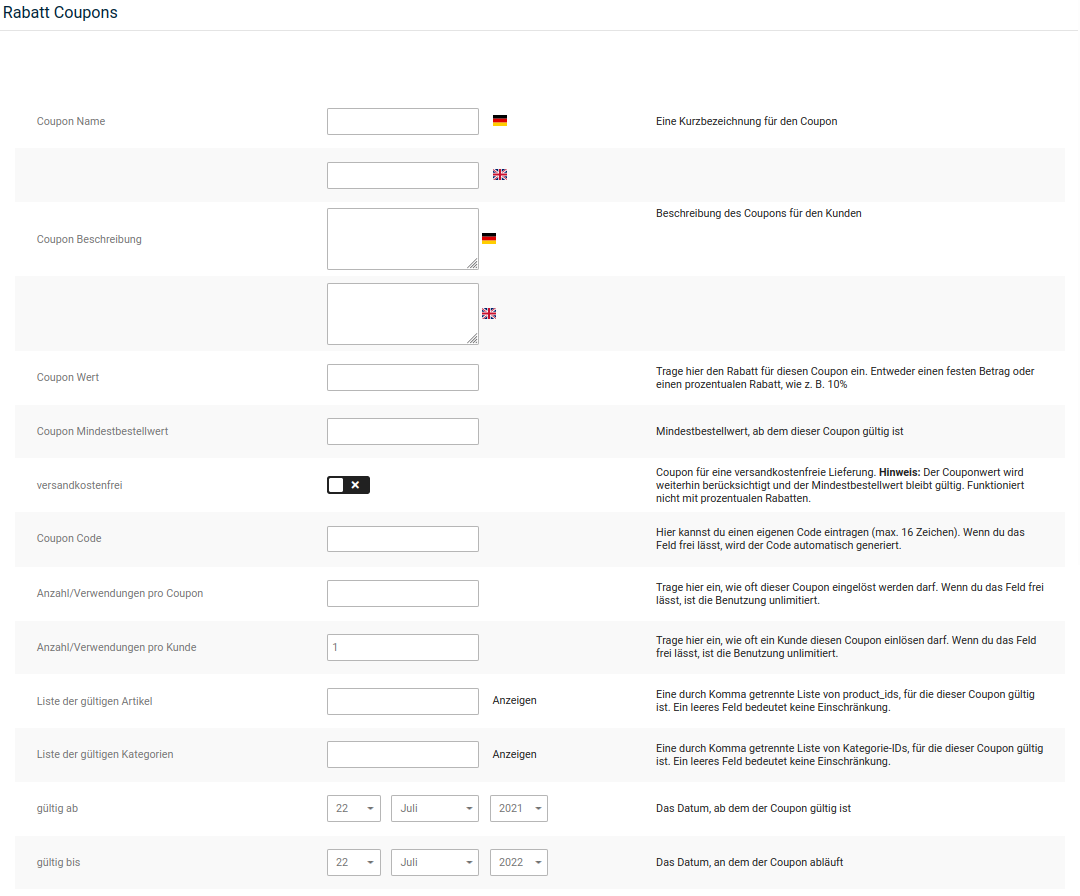 Rabatt Coupons
Coupon Name
Eine Kurzbezeichnung für den Coupon
Coupon Beschreibung
Beschreibung des Coupons für den Kunden
Coupon Wert
Trage hier den Rabatt für diesen Coupon ein. Entweder einen festen Betrag oder
einen prozentualen Rabatt, wie z. B. 10%
Coupon Mindestbestellwert
Mindestbestellwert, ab dem dieser Coupon gültig ist
versandkostenfrei
Coupon für eine versandkostenfreie Lieferung. Hinweis: Der Couponwert wird
weiterhin berücksichtigt und der Mindestbestellwert bleibt gültig. Funktioniert
nicht mit prozentualen Rabatten.
Coupon Code
Hier kannst du einen eigenen Code eintragen (max. 16 Zeichen). Wenn du das
Feld frei lässt, wird der Code automatisch generiert.
Anzahl/Verwendungen pro Coupon
Trage hier ein, wie oft dieser Coupon eingelöst werden darf. Wenn du das Feld frei
lässt, ist die Benutzung unlimitiert.
Anzahl/Verwendungen pro Kunde
1
Trage hier ein, wie oft ein Kunde diesen Coupon einlösen darf. Wenn du das Feld
frei lässt, ist die Benutzung unlimitiert.
Liste der gültigen Artikel
Anzeigen
Eine durch Komma getrennte Liste von product_ids, für die dieser Coupon gültig
ist. Ein leeres Feld bedeutet keine Einschränkung.
Liste der gültigen Kategorien
Anzeigen
Eine durch Komma getrennte Liste von Kategorie-IDs, für die dieser Coupon gültig
ist. Ein leeres Feld bedeutet keine Einschränkung.
gültig ab
22 Juli 2021
Das Datum, ab dem der Coupon gültig ist
gültig bis
22 Juli 2022
Das Datum, an dem der Coupon abläuft